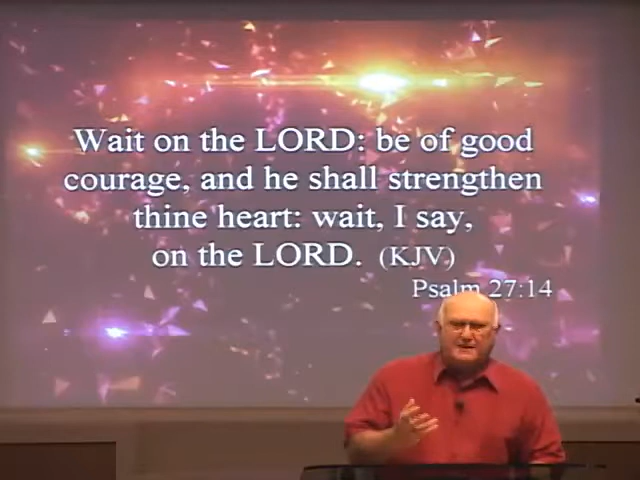 Wait on the LORD: be of good
courage, and he shall strengthen
thine heart: wait, I say,
on the LORD. (KJV)
Psalm 27:14